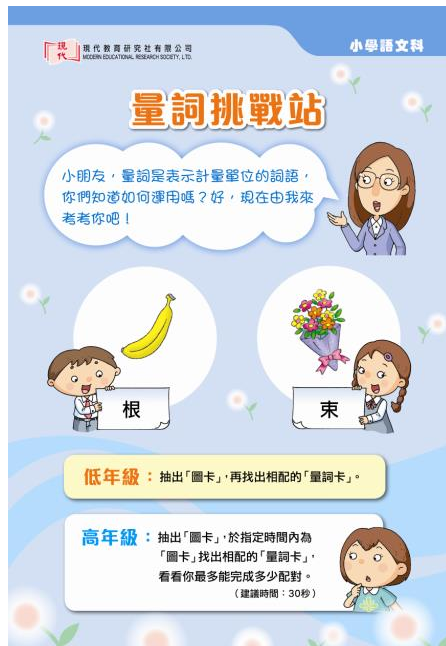 現代
現代教育研究社有限公司
MODERN EDUCATIONAL RESEARCH SOCIETY, LTD.
小學語文科
量詞挑戰站
小朋友，量詞是表示計量單位的詞語，
你們知道如何運用嗎？好，現在由我來
考考你吧！
根
束
低年級：抽出「圖卡」，再找出相配的「量詞卡」。
高年級：抽出「圖卡」，於指定時間內為
「圖卡」找出相配的「量詞卡」，
看看你最多能完成多少配對。
（建議時間：30秒）